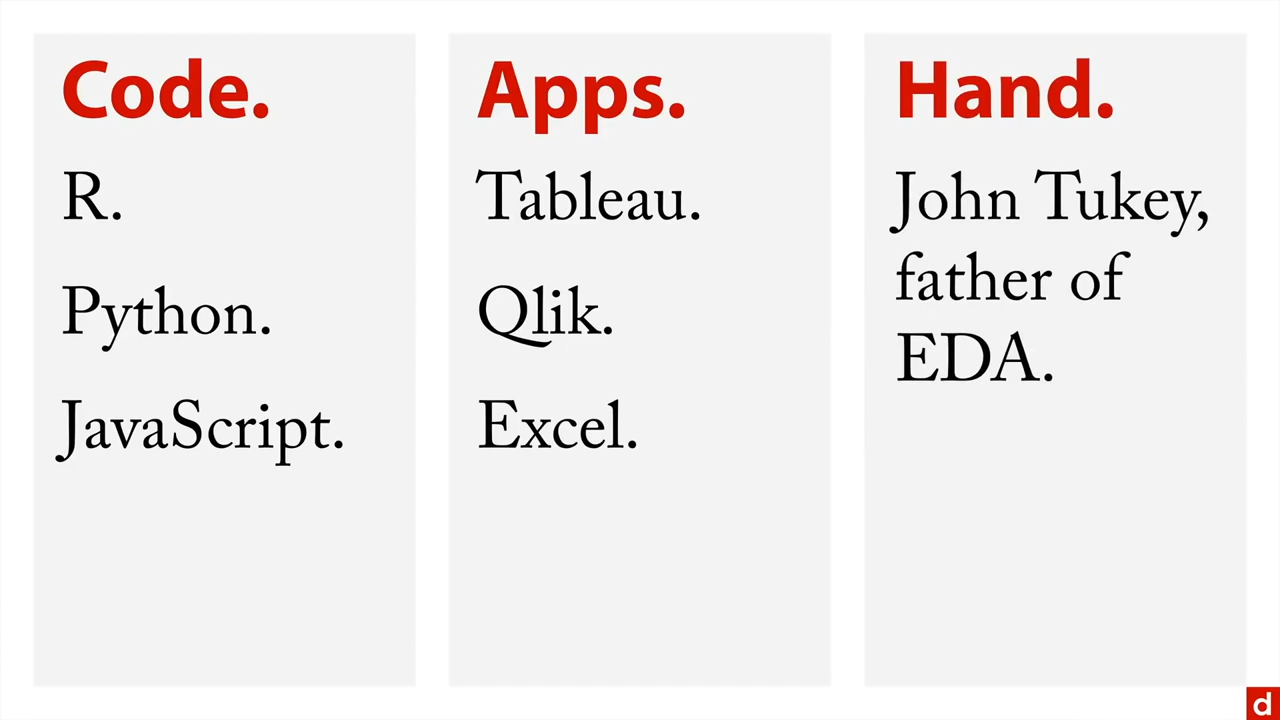 Code.
R.
Python.
JavaScript.
Apps.
Tableau.
Qlik.
Excel.
Hand.
John Tukey,
father of
EDA.
d